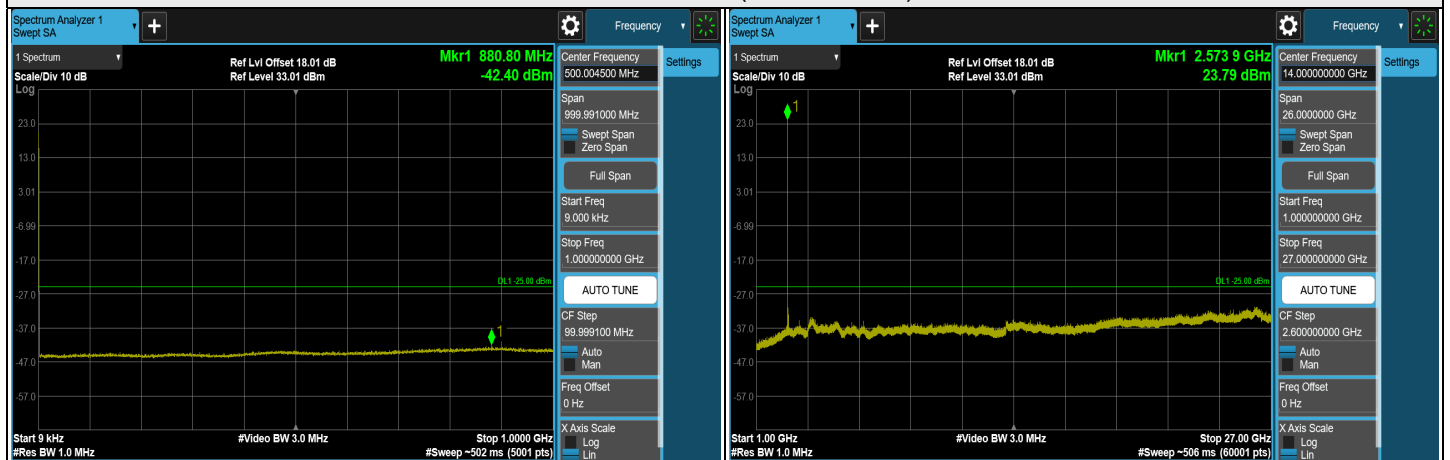 Spectrum Analyzer 1
Swept SA
+
Frequency
1 Spectrum
Scale/Div 10 dB
Log
Ref Lvl Offset 18.01 dB
Ref Level 33.01 dBm
Mkr1 880.80 MHz
-42.40 dBm
23.0
13.0
3.01
-6.99
-17.0
-27.0
-37.0
-47.0
-57.0
DL1 -25.00 dBm
1
Start 9 kHz
#Res BW 1.0 MHz
#Video BW 3.0 MHz
Stop 1.0000 GHz
#Sweep ~502 ms (5001 pts)
Center Frequency
500.004500 MHz
Span
999.991000 MHz
Swept Span
Zero Span
Full Span
Start Freq
9.000 kHz
Stop Freq
1.000000000 GHz
AUTO TUNE
CF Step
99.999100 MHz
Auto
Man
Freq Offset
0 Hz
X Axis Scale
Log
Lin
Settings
Spectrum Analyzer 1
Swept SA
+
Frequency
1 Spectrum
Scale/Div 10 dB
Log
Ref Lvl Offset 18.01 dB
Ref Level 33.01 dBm
Mkr1 2.573 9 GHz
23.79 dBm
1
23.0
13.0
3.01
-6.99
-17.0
-27.0
-37.0
-47.0
-57.0
DL1 -25.00 dBm
Start 1.00 GHz
#Res BW 1.0 MHz
#Video BW 3.0 MHz
Stop 27.00 GHz
#Sweep ~506 ms (60001 pts)
Center Frequency
14.000000000 GHz
Span
26.0000000 GHz
Swept Span
Zero Span
Full Span
Start Freq
1.000000000 GHz
Stop Freq
27.000000000 GHz
AUTO TUNE
CF Step
2.600000000 GHz
Auto
Man
Freq Offset
0 Hz
X Axis Scale
Log
Lin
Settings